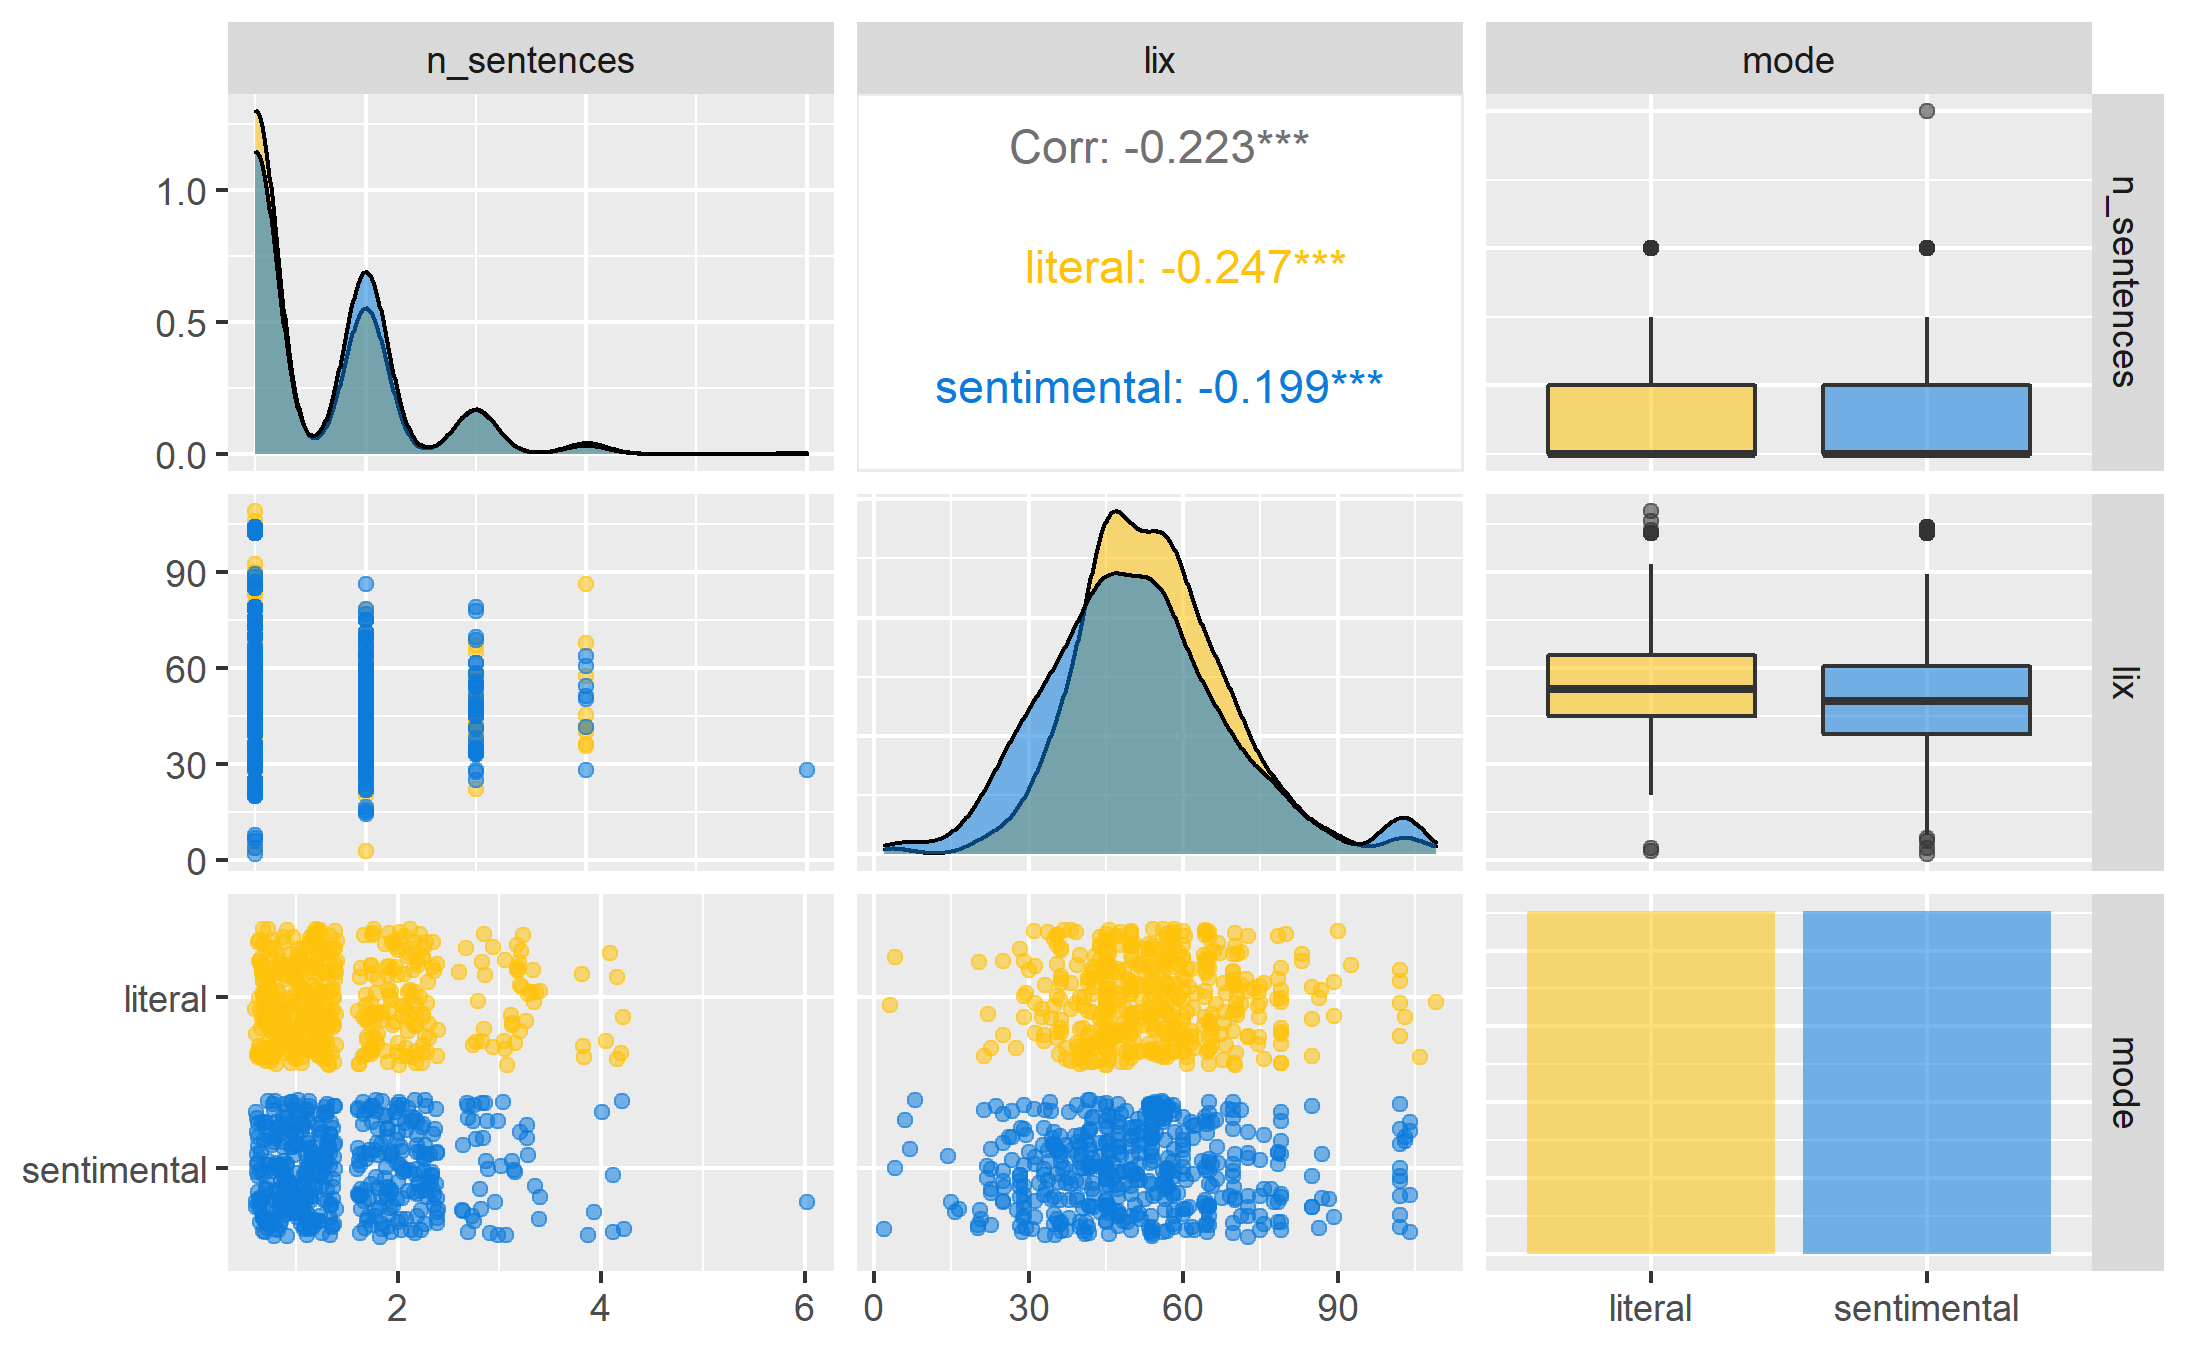 n_sentences
lix
mode
Corr: -0.223***
literal: -0.247***
sentimental: -0.199***
1.0
0.5
0.0
n_sentences
90
60
30
0
lix
literal
sentimental
mode
2
4
6
0
30
60
90
literal
sentimental